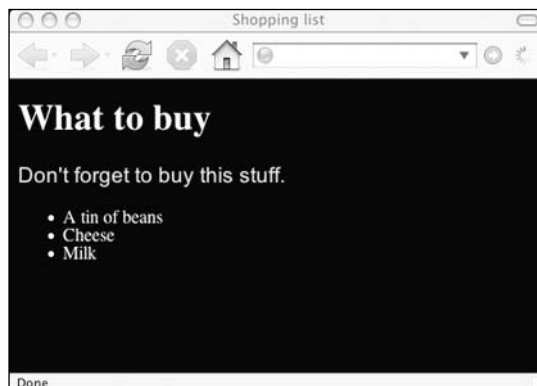 Shopping list
What to buy
Don't forget to buy this stuff.
• A tin of beans
• Cheese
• Milk
Done